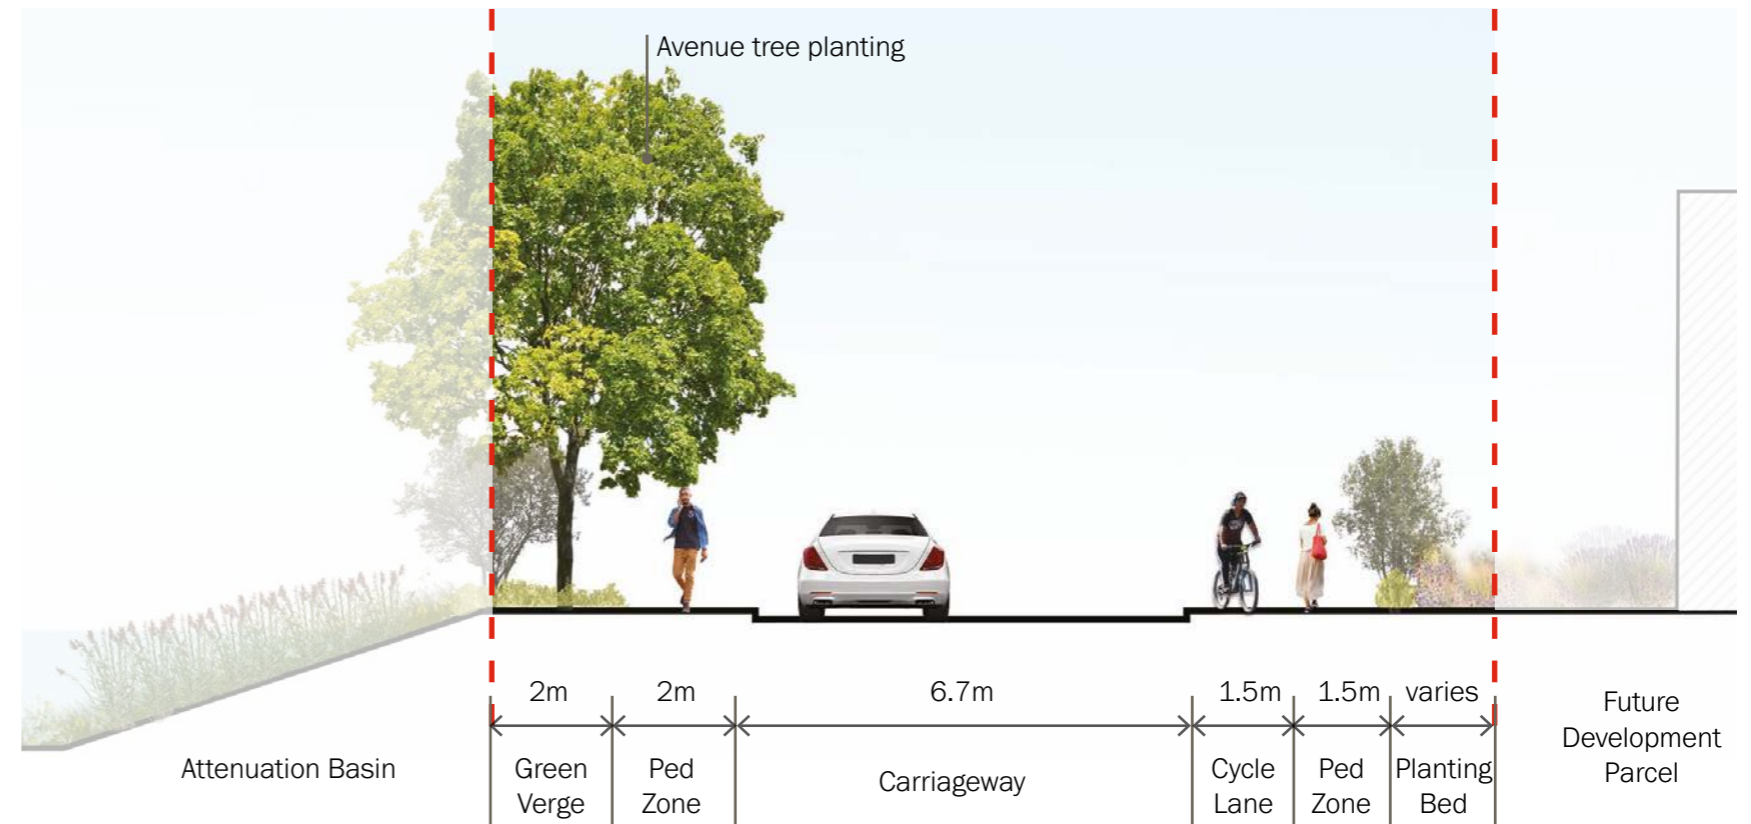 Avenue tree planting
2m 2m 6.7m 1.5m 1.5m varies
Attenuation Basin
Green
Verge
Ped
Zone
Carriageway
Cycle
Lane
Ped
Zone
Planting
Bed
Future
Development
Parcel